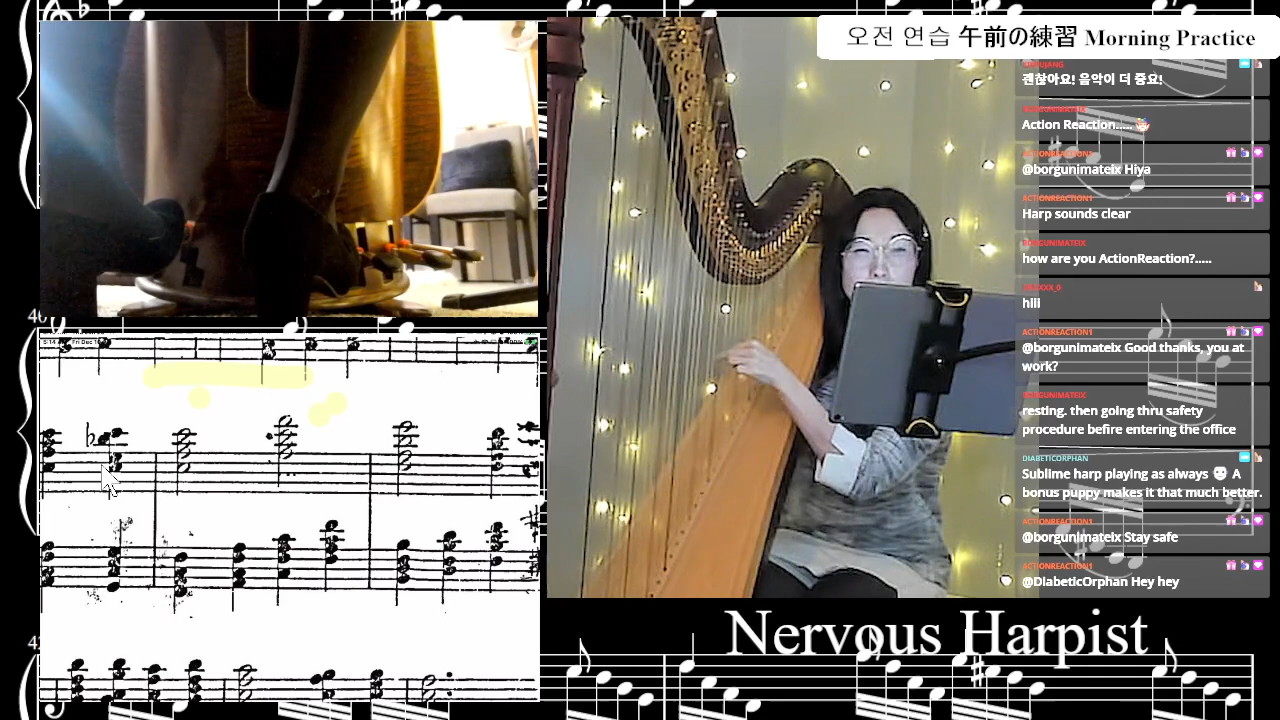 오전 연습 午前の練習 Morning Practice
괜찮아요! 음악이 더 중요!
Action Reaction.....
ACTIONREACTION1
@borgunimateix Hiya
ACTIONREACTION1
Harp sounds clear
BORGUNIMATEIX
how are you ActionReaction?.....
hiii
ACTIONREACTION1
@borgunimateix Good thanks, you at
work?
BORGUNIMATEIX
resting. then going thru safety
procedure befire entering the office
DIABETICORPHAN
Sublime harp playing as always A
bonus puppy makes it that much better.
ACTIONREACTION1
@borgunimateix Stay safe
ACTIONREACTION1
@DiabeticOrphan Hey hey
Nervous Harpist